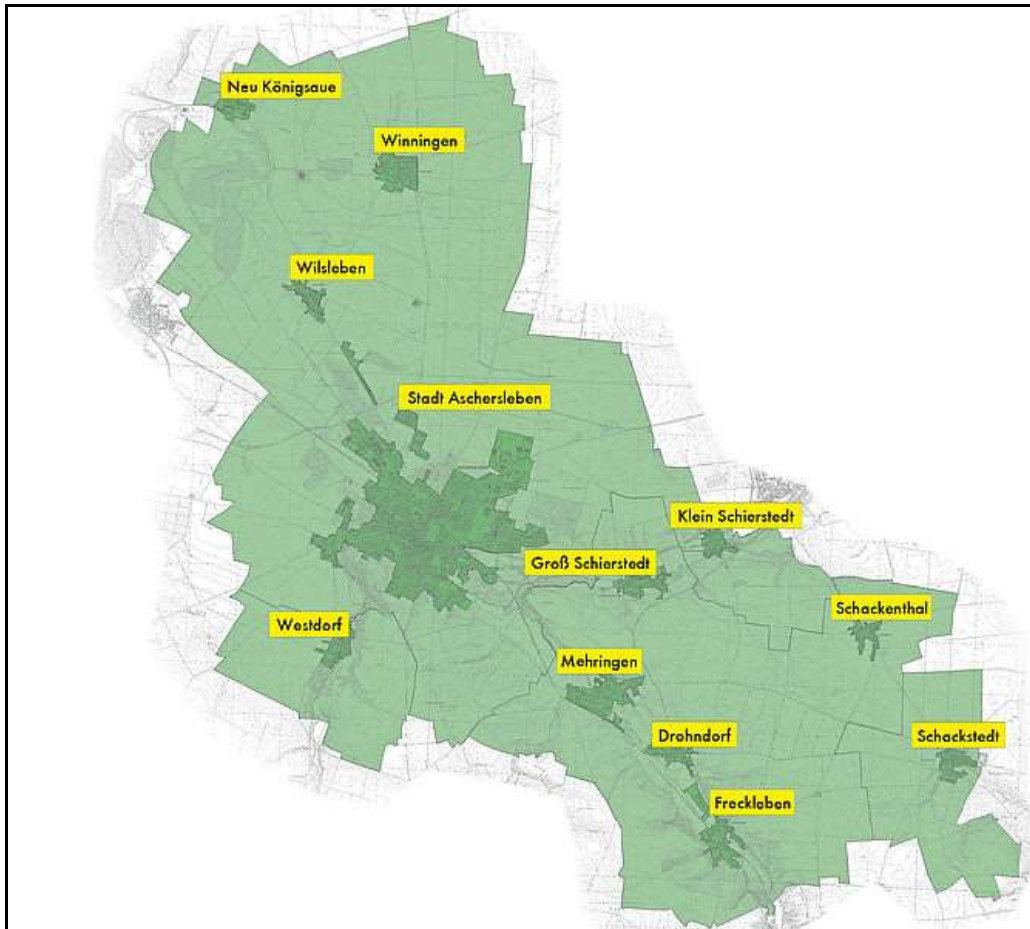 Neu Königsaue
Winningen
Wilsleben
Stadt Aschersleben
Klein Schierstedt
Groß Schierstedt
Schackenthal
Westdorf
Mehringen
Drohndorf
Schackstedt
Freckleben